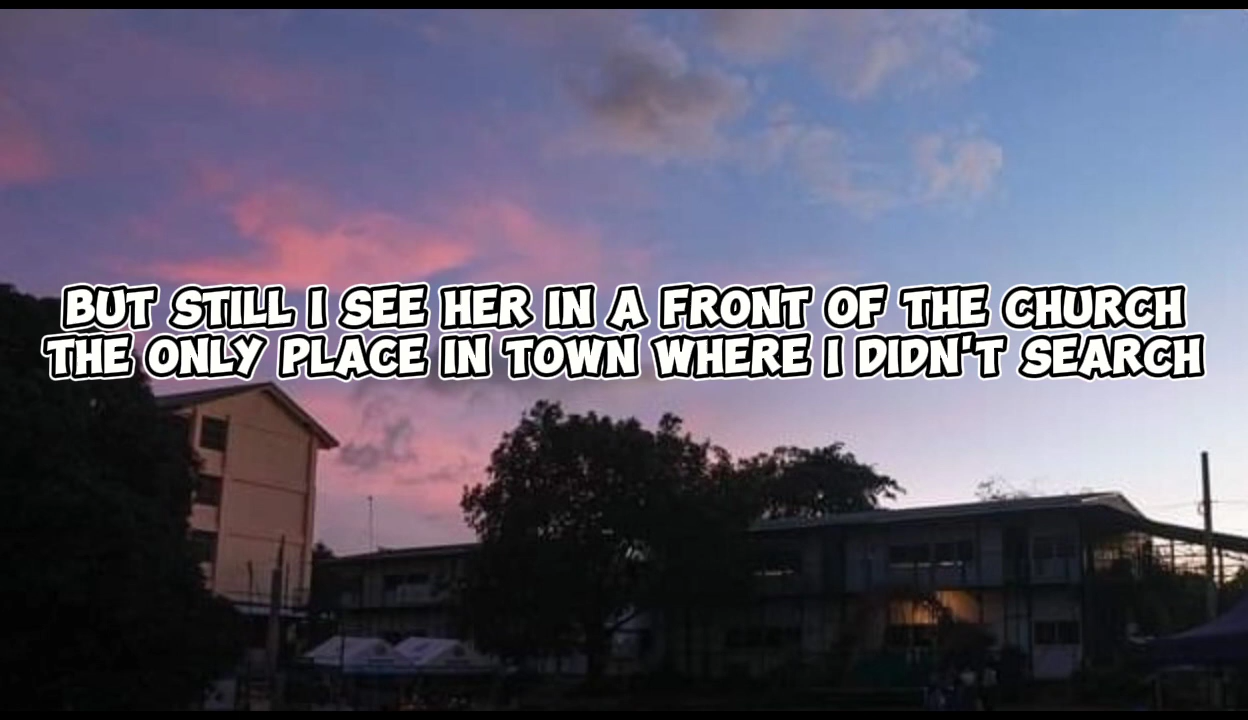 BUT STILL I SEE HER IN A FRONT OF THE CHURCH
THE ONLY PLACE IN TOWN WHERE I DIDN'T SEARCH